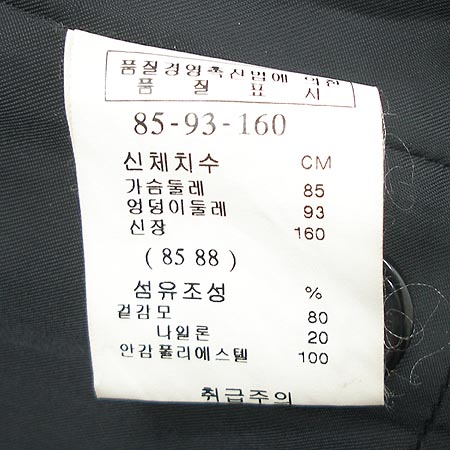 품질경영촉진법에 의한
품 질 표 시
85-93-160
신체치수 CM
가슴둘레 85
엉덩이둘레 93
신장 160
( 85 88 )
섬유조성 %
겉감모 80
나일론 20
안감폴리에스텔 100
취급주의